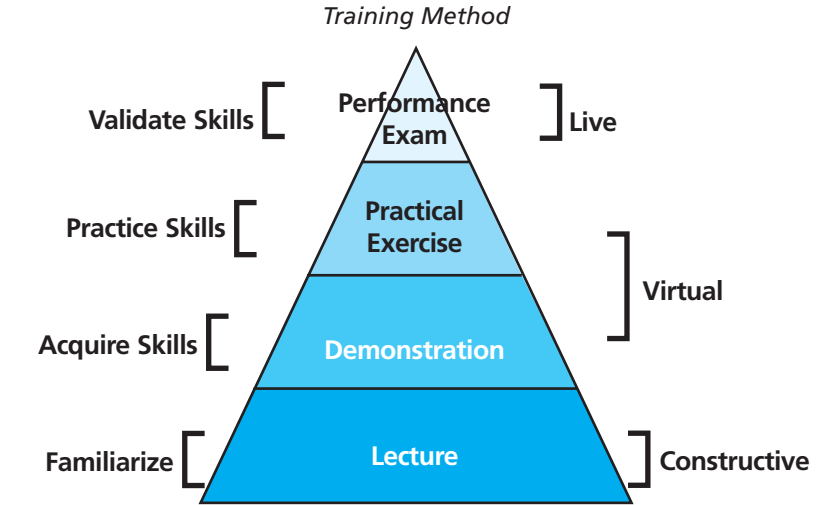 Training Method
Validate Skills
Performance
Exam
Live
Practice Skills
Practical
Exercise
Virtual
Acquire Skills
Demonstration
Familiarize
Lecture
Constructive